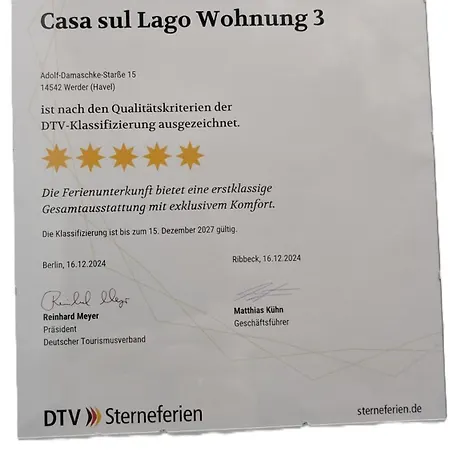 Casa sul Lago Wohnung 3
Adolf-Damaschke-Starße 15
14542 Werder (Havel)
ist nach den Qualitätskriterien der
DTV-Klassifizierung ausgezeichnet.
Die Ferienunterkunft bietet eine erstklassige
Gesamtausstattung mit exklusivem Komfort.
Die Klassifizierung ist bis zum 15. Dezember 2027 gültig.
Berlin, 16.12.2024
Ribbeck, 16.12.2024
Reinhard Meyer
Reinhard Meyer
Präsident
Deutscher Tourismusverband
Matthias Kühn
Geschäftsführer
DTV Sterneferien
sterneferien.de